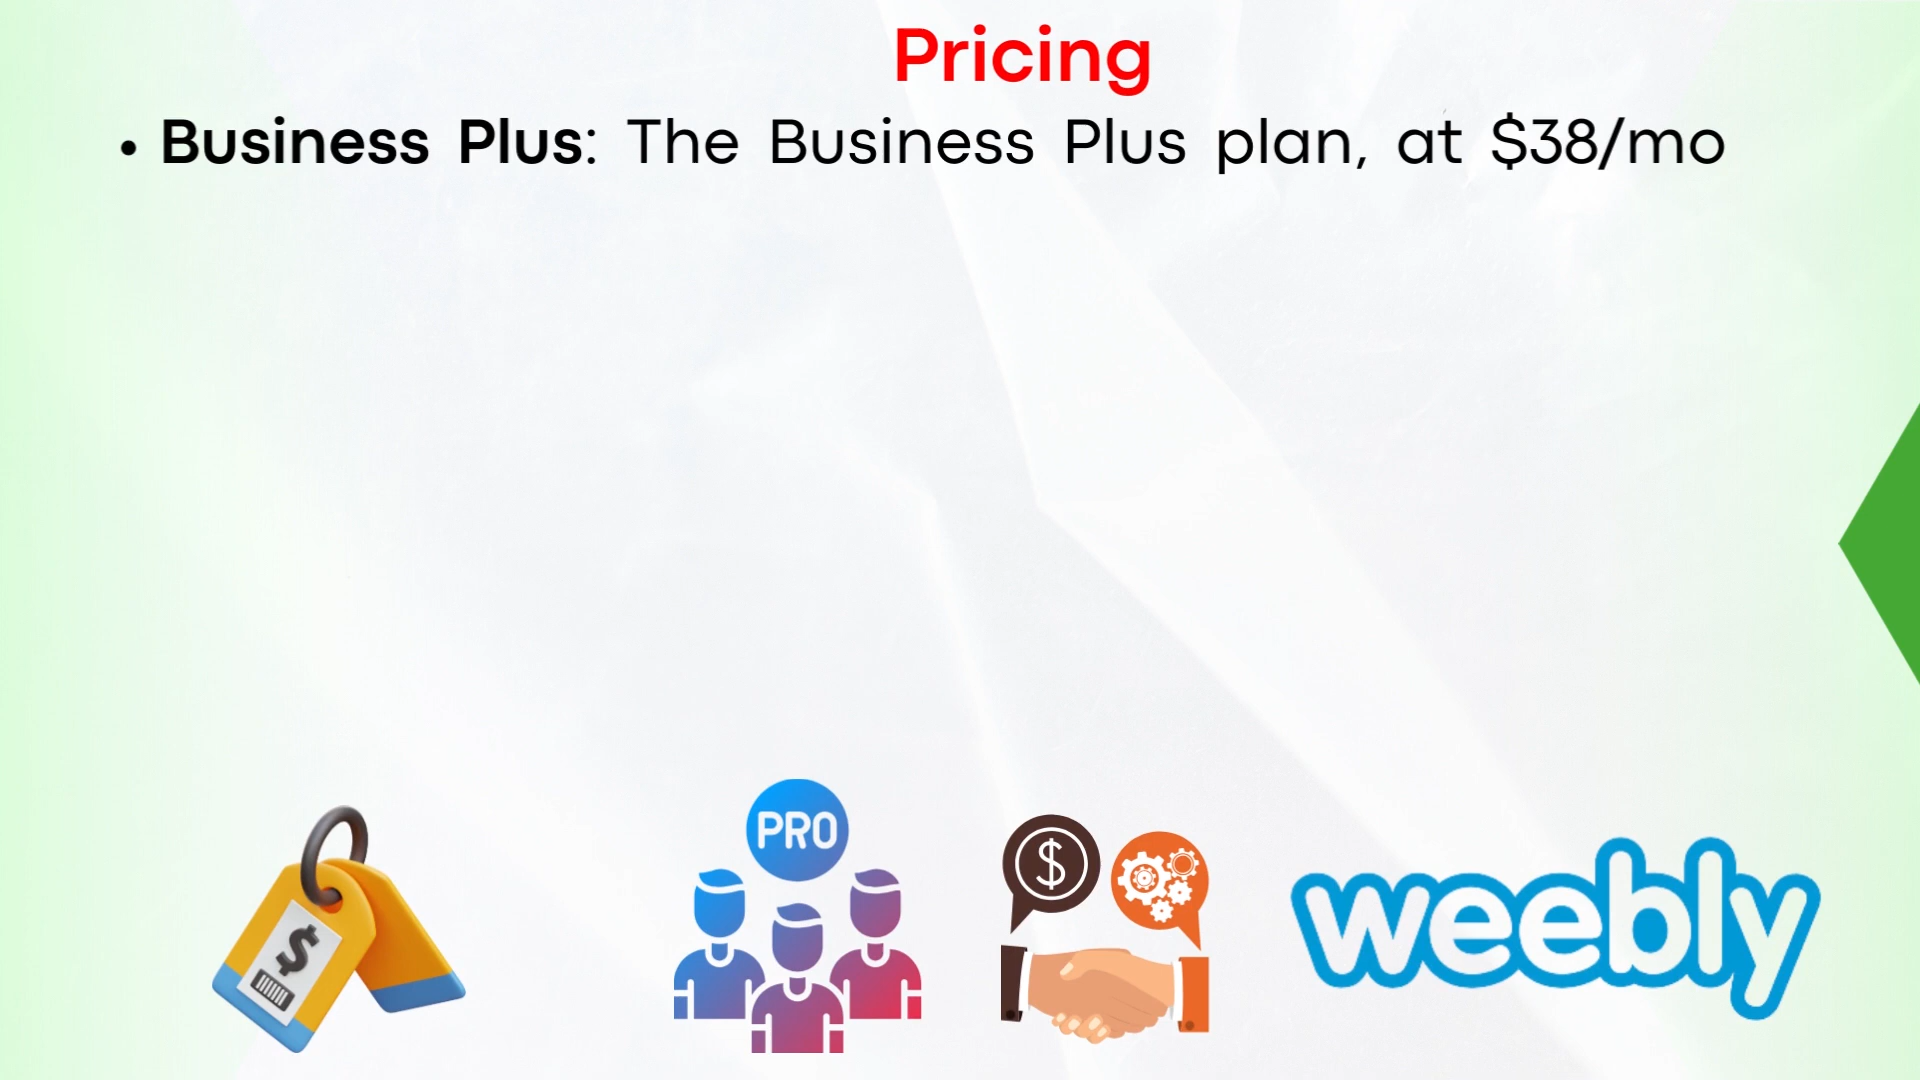 Pricing
• Business Plus: The Business Plus plan, at $38/mo
PRO
$
$
weebly